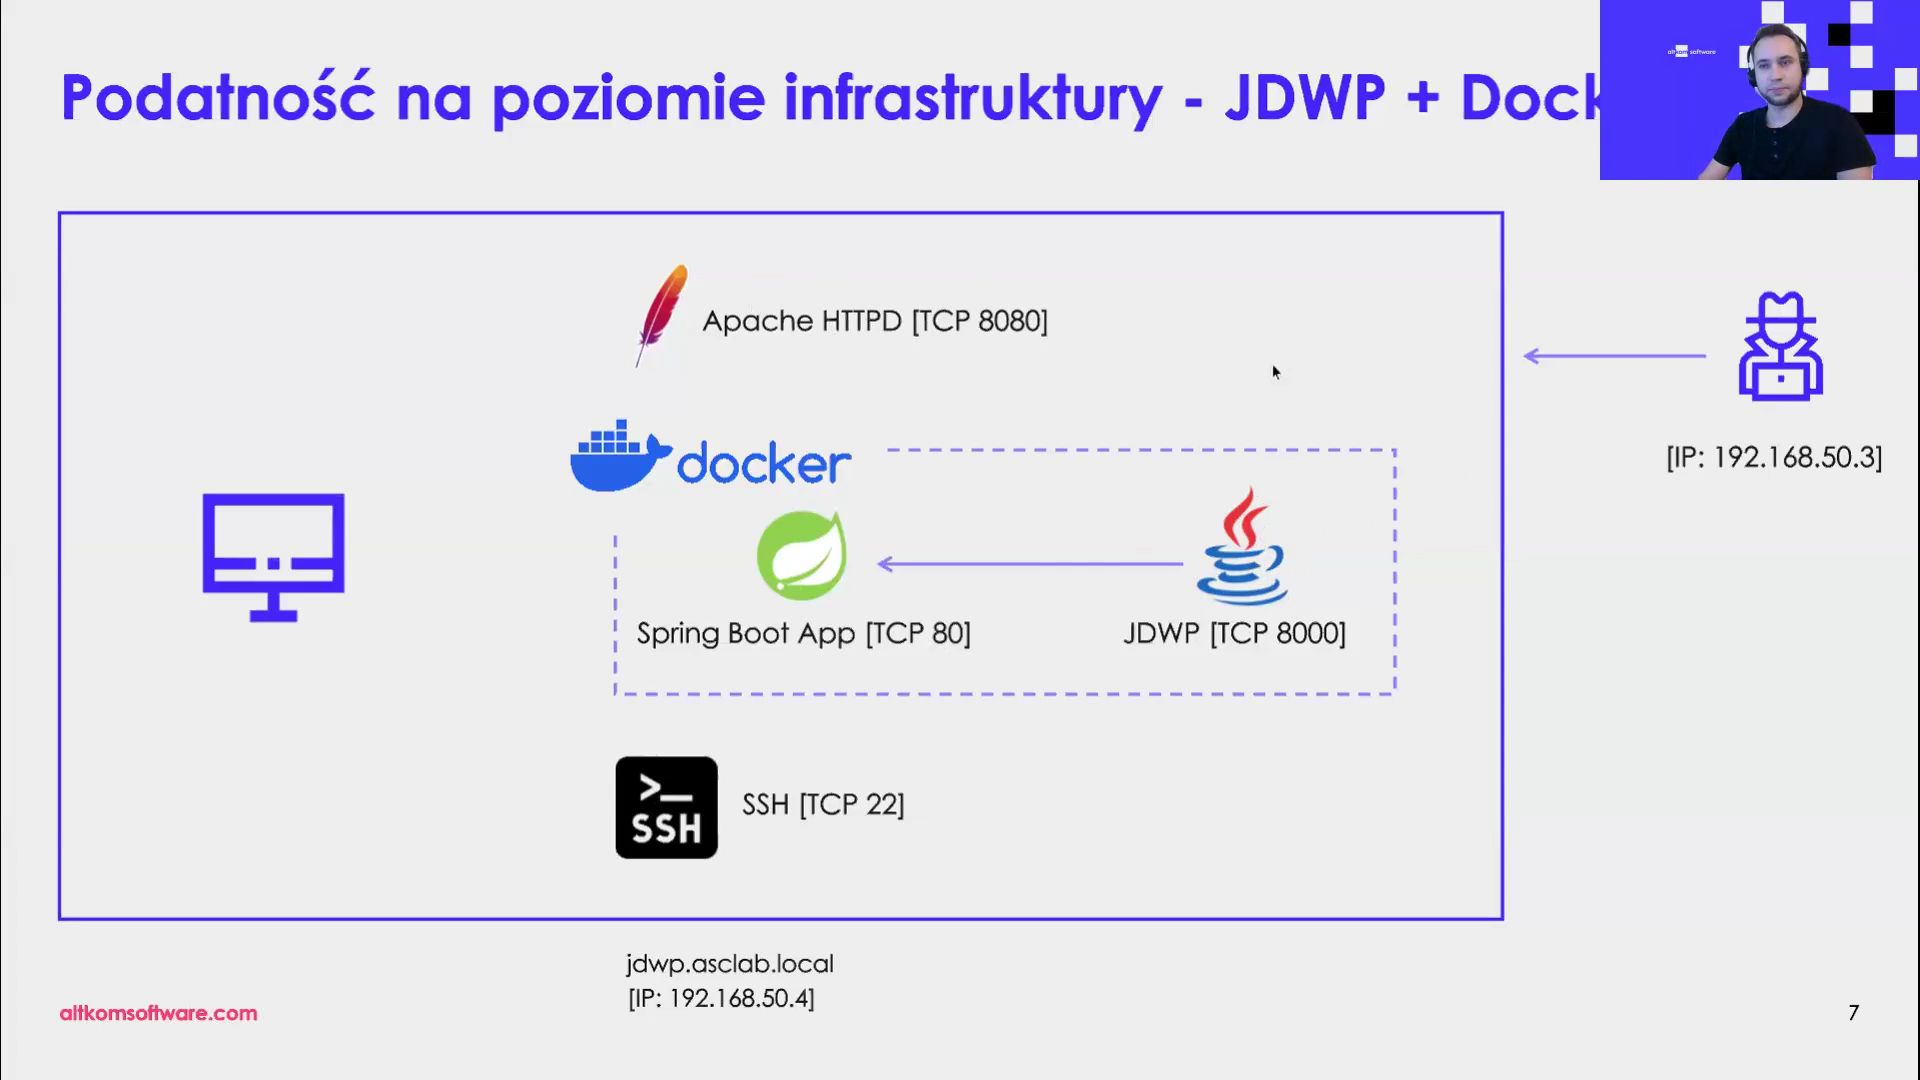 Podatność na poziomie infrastruktury - JDWP + Dock
altkom software
Apache HTTPD [TCP 8080]
docker
[IP: 192.168.50.3]
Spring Boot App [TCP 80]
JDWP [TCP 8000]
>_
SSH
SSH [TCP 22]
jdwp.asclab.local
[IP: 192.168.50.4]
altkomsoftware.com
7